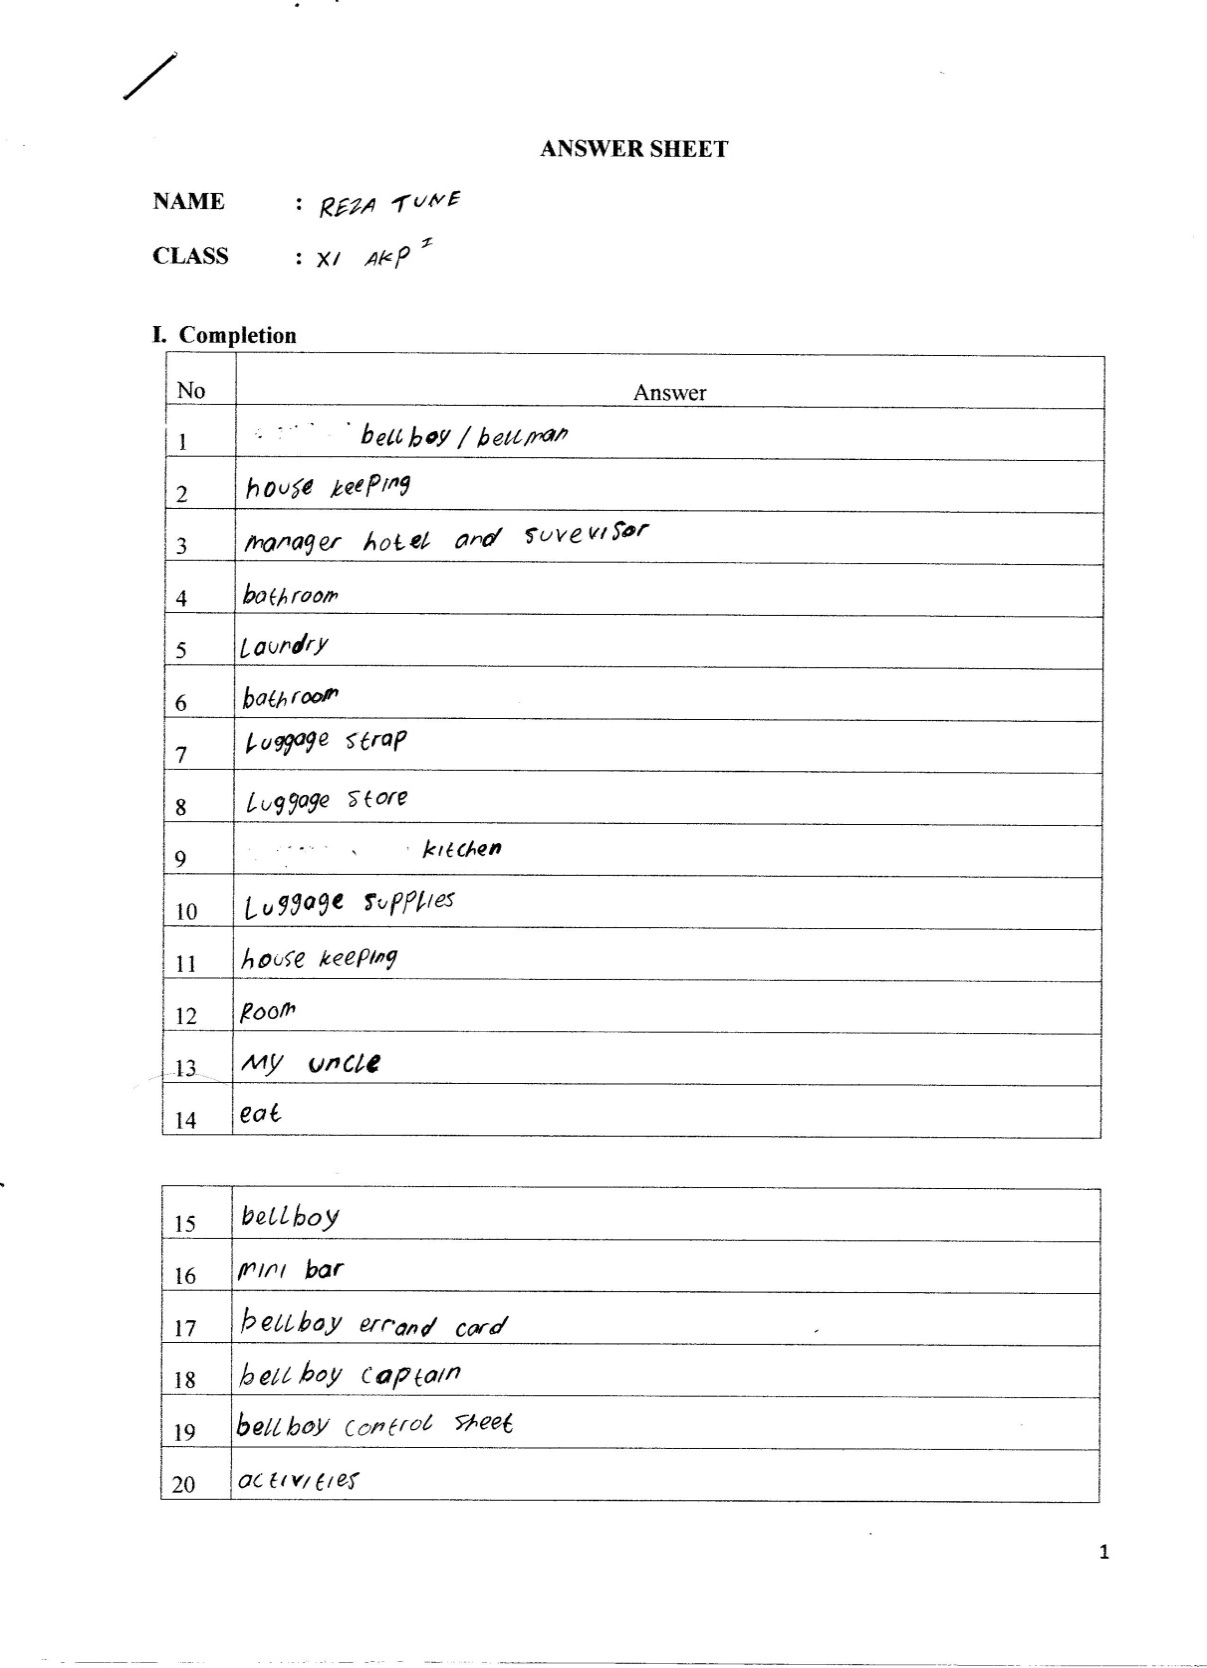 ANSWER SHEET
NAME : REZA TUNE
CLASS : XI AKP I
I. Completion
No Answer
1 bellboy / bellman
2 house keeping
3 manager hotel and suvevisor
4 bathroom
5 Laundry
6 bathroom
7 Luggage strap
8 Luggage store
9 kitchen
10 Luggage supplies
11 house keeping
12 Room
13 My uncle
14 eat
15 bellboy
16 mini bar
17 bellboy errand card
18 bell boy captain
19 bellboy control sheet
20 activities
1